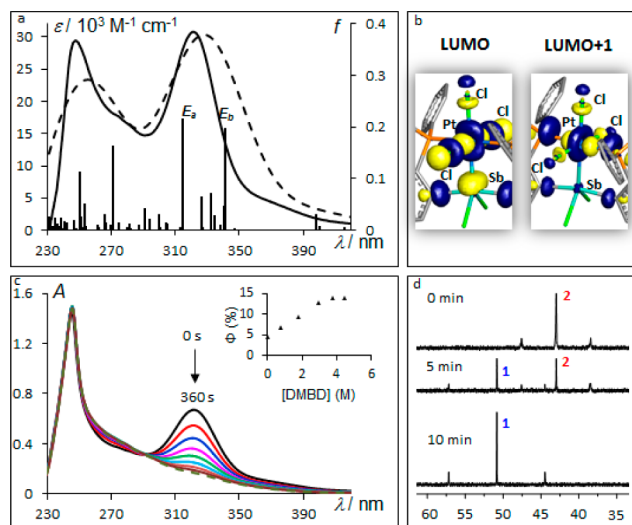 a
ε / 10³ M⁻¹ cm⁻¹
f
30
25
20
15
10
5
0
0.4
0.3
0.2
0.1
0
Eₐ
E_b
230 270 310 350 390
λ / nm
b
LUMO LUMO+1
Cl Cl
Pt Cl Pt Cl
Cl Cl
Sb Sb
c
A
1.6
1.2
0.8
0.4
0
0 s
360 s
Φ (%)
15
10
5
0
0 2 4 6
[DMBD] (M)
230 270 310 350 390
λ / nm
d
0 min 2
5 min 1 2
10 min 1
60 55 50 45 40 35